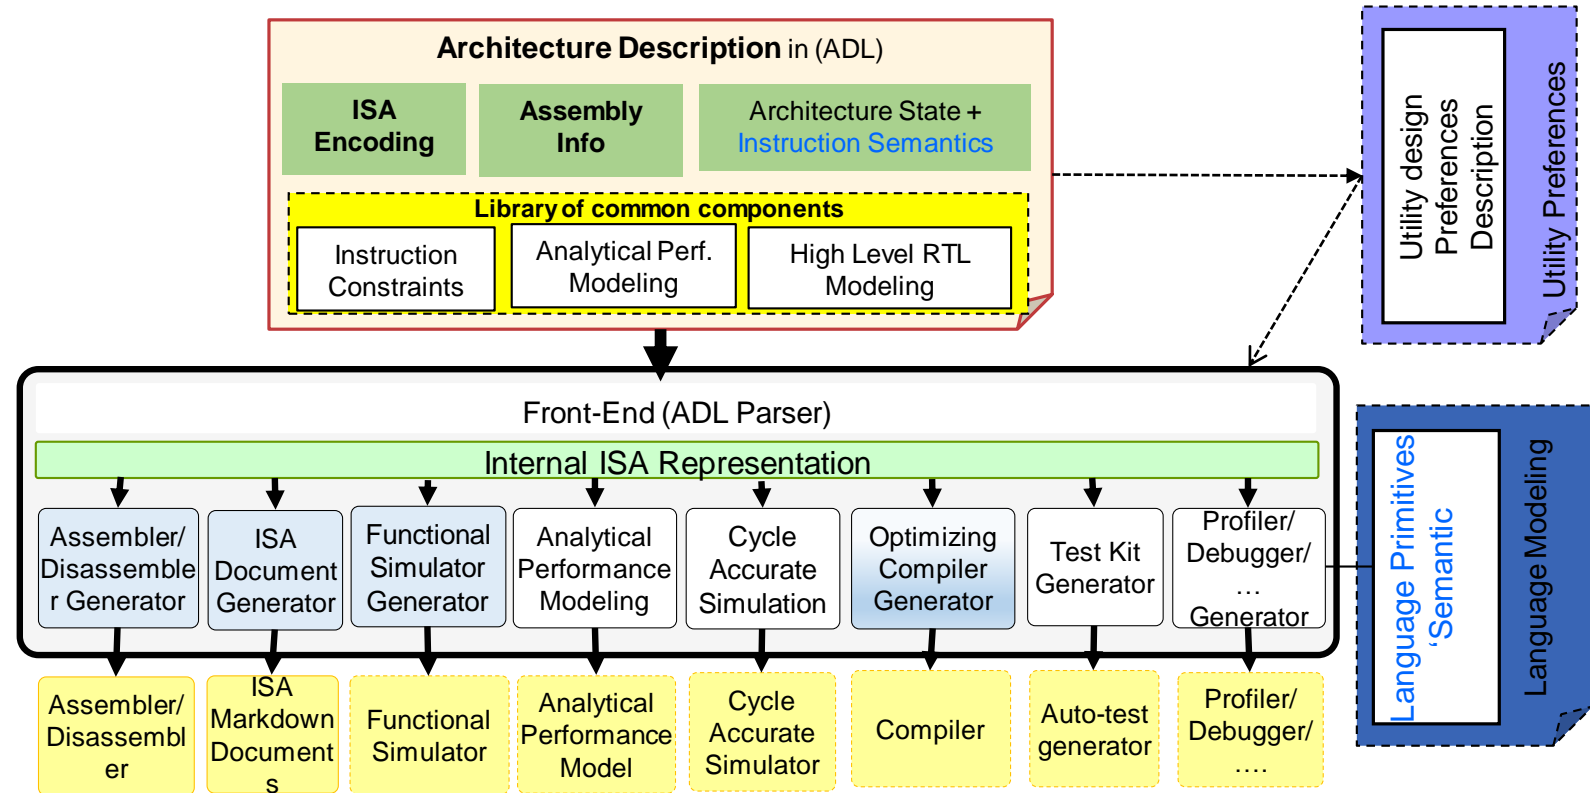 Architecture Description in (ADL)
ISA
Encoding
Assembly
Info
Architecture State +
Instruction Semantics
Library of common components
Instruction
Constraints
Analytical Perf.
Modeling
High Level RTL
Modeling
Utility design
Preferences
Description
Utility Preferences
Front-End (ADL Parser)
Internal ISA Representation
Assembler/
Disassemble
r Generator
ISA
Document
Generator
Functional
Simulator
Generator
Analytical
Performance
Modeling
Cycle
Accurate
Simulation
Optimizing
Compiler
Generator
Test Kit
Generator
Profiler/
Debugger/
…
Generator
Language Primitives
‘Semantic
Language Modeling
Assembler/
Disassembl
er
ISA
Markdown
Document
s
Functional
Simulator
Analytical
Performance
Model
Cycle
Accurate
Simulator
Compiler
Auto-test
generator
Profiler/
Debugger/
….